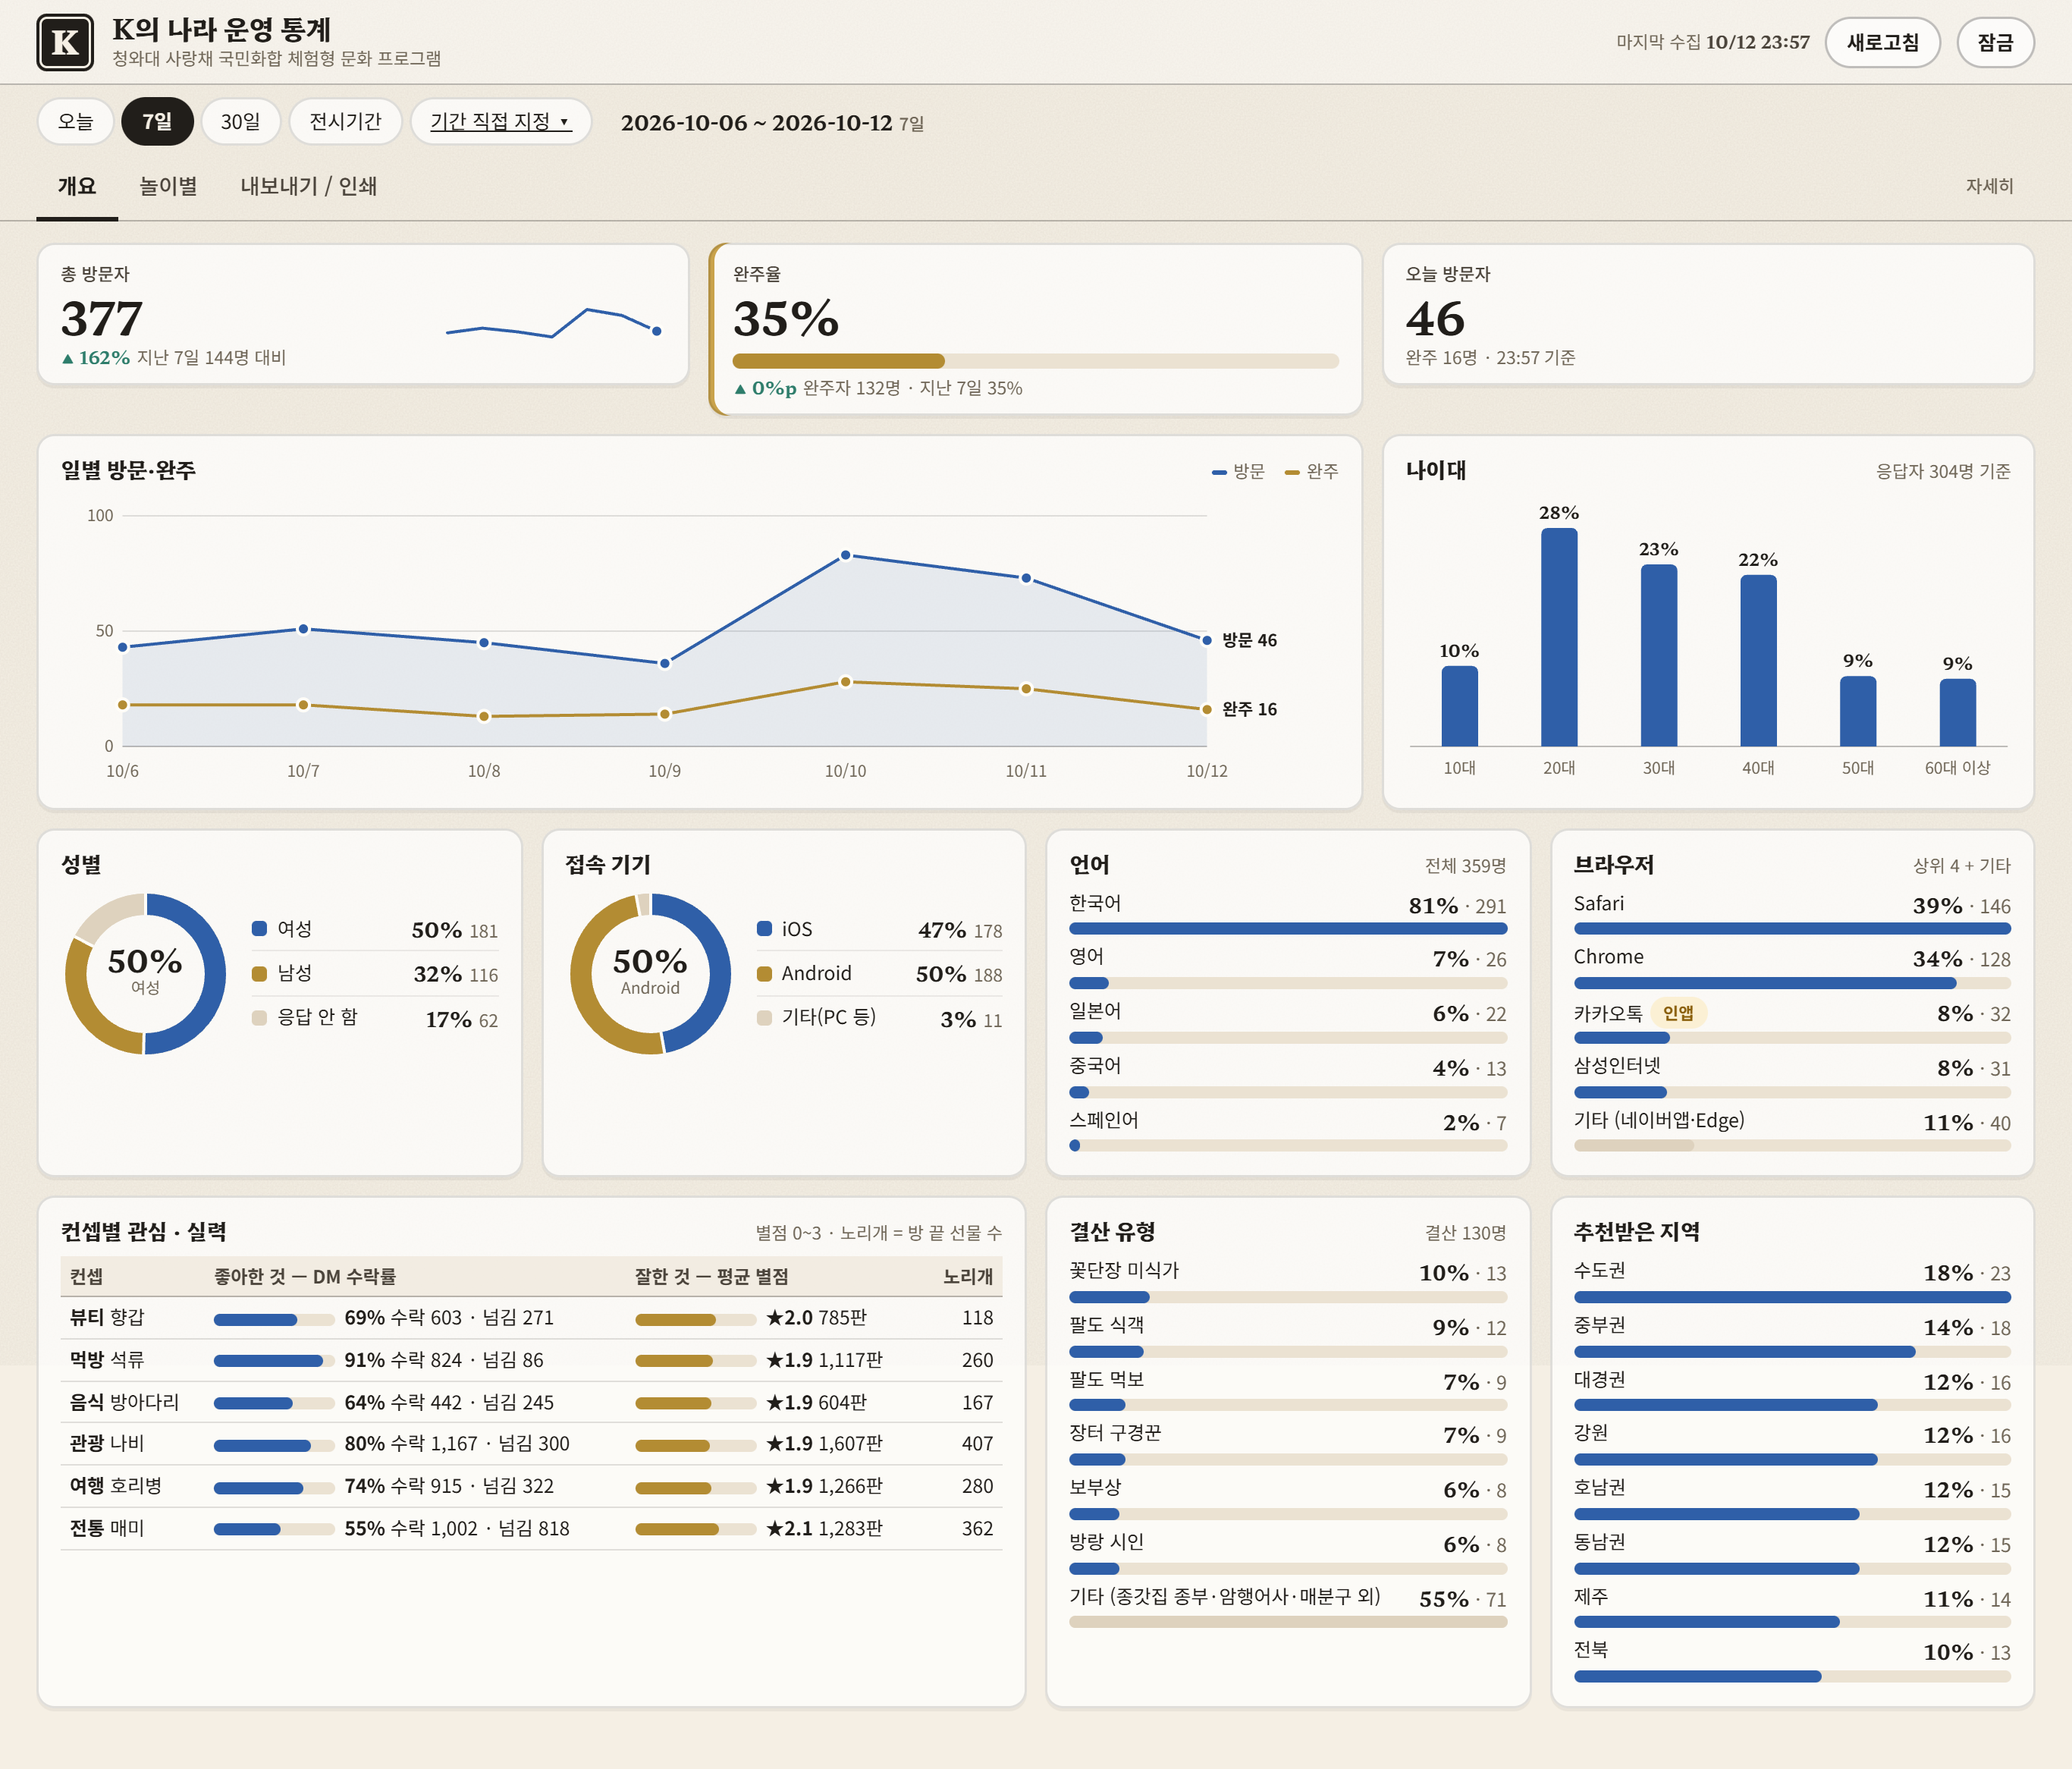 K
K의 나라 운영 통계
청와대 사랑채 국민화합 체험형 문화 프로그램
마지막 수집 10/12 23:57
새로고침
잠금
오늘
7일
30일
전시기간
기간 직접 지정 ▾
2026-10-06 ~ 2026-10-12 7일
개요
놀이별
내보내기 / 인쇄
자세히
총 방문자
377
▲ 162% 지난 7일 144명 대비
완주율
35%
▲ 0%p 완주자 132명 · 지난 7일 35%
오늘 방문자
46
완주 16명 · 23:57 기준
일별 방문·완주
방문
완주
100
50
0
방문 46
완주 16
10/6
10/7
10/8
10/9
10/10
10/11
10/12
나이대
응답자 304명 기준
10%
28%
23%
22%
9%
9%
10대
20대
30대
40대
50대
60대 이상
성별
50%
여성
여성 50% 181
남성 32% 116
응답 안 함 17% 62
접속 기기
50%
Android
iOS 47% 178
Android 50% 188
기타(PC 등) 3% 11
언어
전체 359명
한국어 81% · 291
영어 7% · 26
일본어 6% · 22
중국어 4% · 13
스페인어 2% · 7
브라우저
상위 4 + 기타
Safari 39% · 146
Chrome 34% · 128
카카오톡 인앱 8% · 32
삼성인터넷 8% · 31
기타 (네이버앱·Edge) 11% · 40
컨셉별 관심 · 실력
별점 0~3 · 노리개 = 방 끝 선물 수
컨셉 좋아한 것 — DM 수락률 잘한 것 — 평균 별점 노리개
뷰티 향갑 69% 수락 603 · 넘김 271 ★2.0 785판 118
먹방 석류 91% 수락 824 · 넘김 86 ★1.9 1,117판 260
음식 방아다리 64% 수락 442 · 넘김 245 ★1.9 604판 167
관광 나비 80% 수락 1,167 · 넘김 300 ★1.9 1,607판 407
여행 호리병 74% 수락 915 · 넘김 322 ★1.9 1,266판 280
전통 매미 55% 수락 1,002 · 넘김 818 ★2.1 1,283판 362
결산 유형
결산 130명
꽃단장 미식가 10% · 13
팔도 식객 9% · 12
팔도 먹보 7% · 9
장터 구경꾼 7% · 9
보부상 6% · 8
방랑 시인 6% · 8
기타 (종갓집 종부·암행어사·매분구 외) 55% · 71
추천받은 지역
수도권 18% · 23
중부권 14% · 18
대경권 12% · 16
강원 12% · 16
호남권 12% · 15
동남권 12% · 15
제주 11% · 14
전북 10% · 13